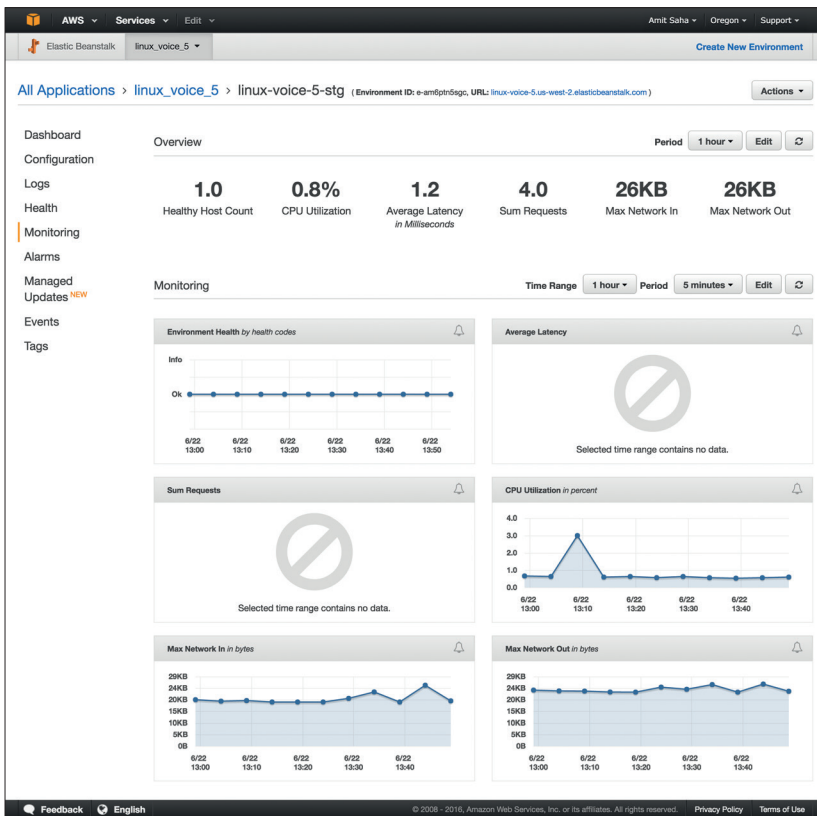 AWS Services Edit Amit Saha Oregon Support
Elastic Beanstalk linux_voice_5 Create New Environment
All Applications > linux_voice_5 > linux-voice-5-stg ( Environment ID: e-am6ptn5sgc, URL: linux-voice-5.us-west-2.elasticbeanstalk.com ) Actions
Dashboard
Configuration
Logs
Health
Monitoring
Alarms
Managed
Updates NEW
Events
Tags
Overview Period 1 hour Edit
1.0 0.8% 1.2 4.0 26KB 26KB
Healthy Host Count CPU Utilization Average Latency Sum Requests Max Network In Max Network Out
in Milliseconds
Monitoring Time Range 1 hour Period 5 minutes Edit
Environment Health by health codes
Info
Ok
6/22 6/22 6/22 6/22 6/22 6/22
13:00 13:10 13:20 13:30 13:40 13:50
Average Latency
Selected time range contains no data.
Sum Requests
Selected time range contains no data.
CPU Utilization in percent
4.0
3.0
2.0
1.0
0.0
6/22 6/22 6/22 6/22 6/22
13:00 13:10 13:20 13:30 13:40
Max Network In in bytes
29KB
24KB
20KB
15KB
10KB
5KB
0B
6/22 6/22 6/22 6/22 6/22
13:00 13:10 13:20 13:30 13:40
Max Network Out in bytes
29KB
24KB
20KB
15KB
10KB
5KB
0B
6/22 6/22 6/22 6/22 6/22
13:00 13:10 13:20 13:30 13:40
Feedback English © 2008 - 2016, Amazon Web Services, Inc. or its affiliates. All rights reserved. Privacy Policy Terms of Use